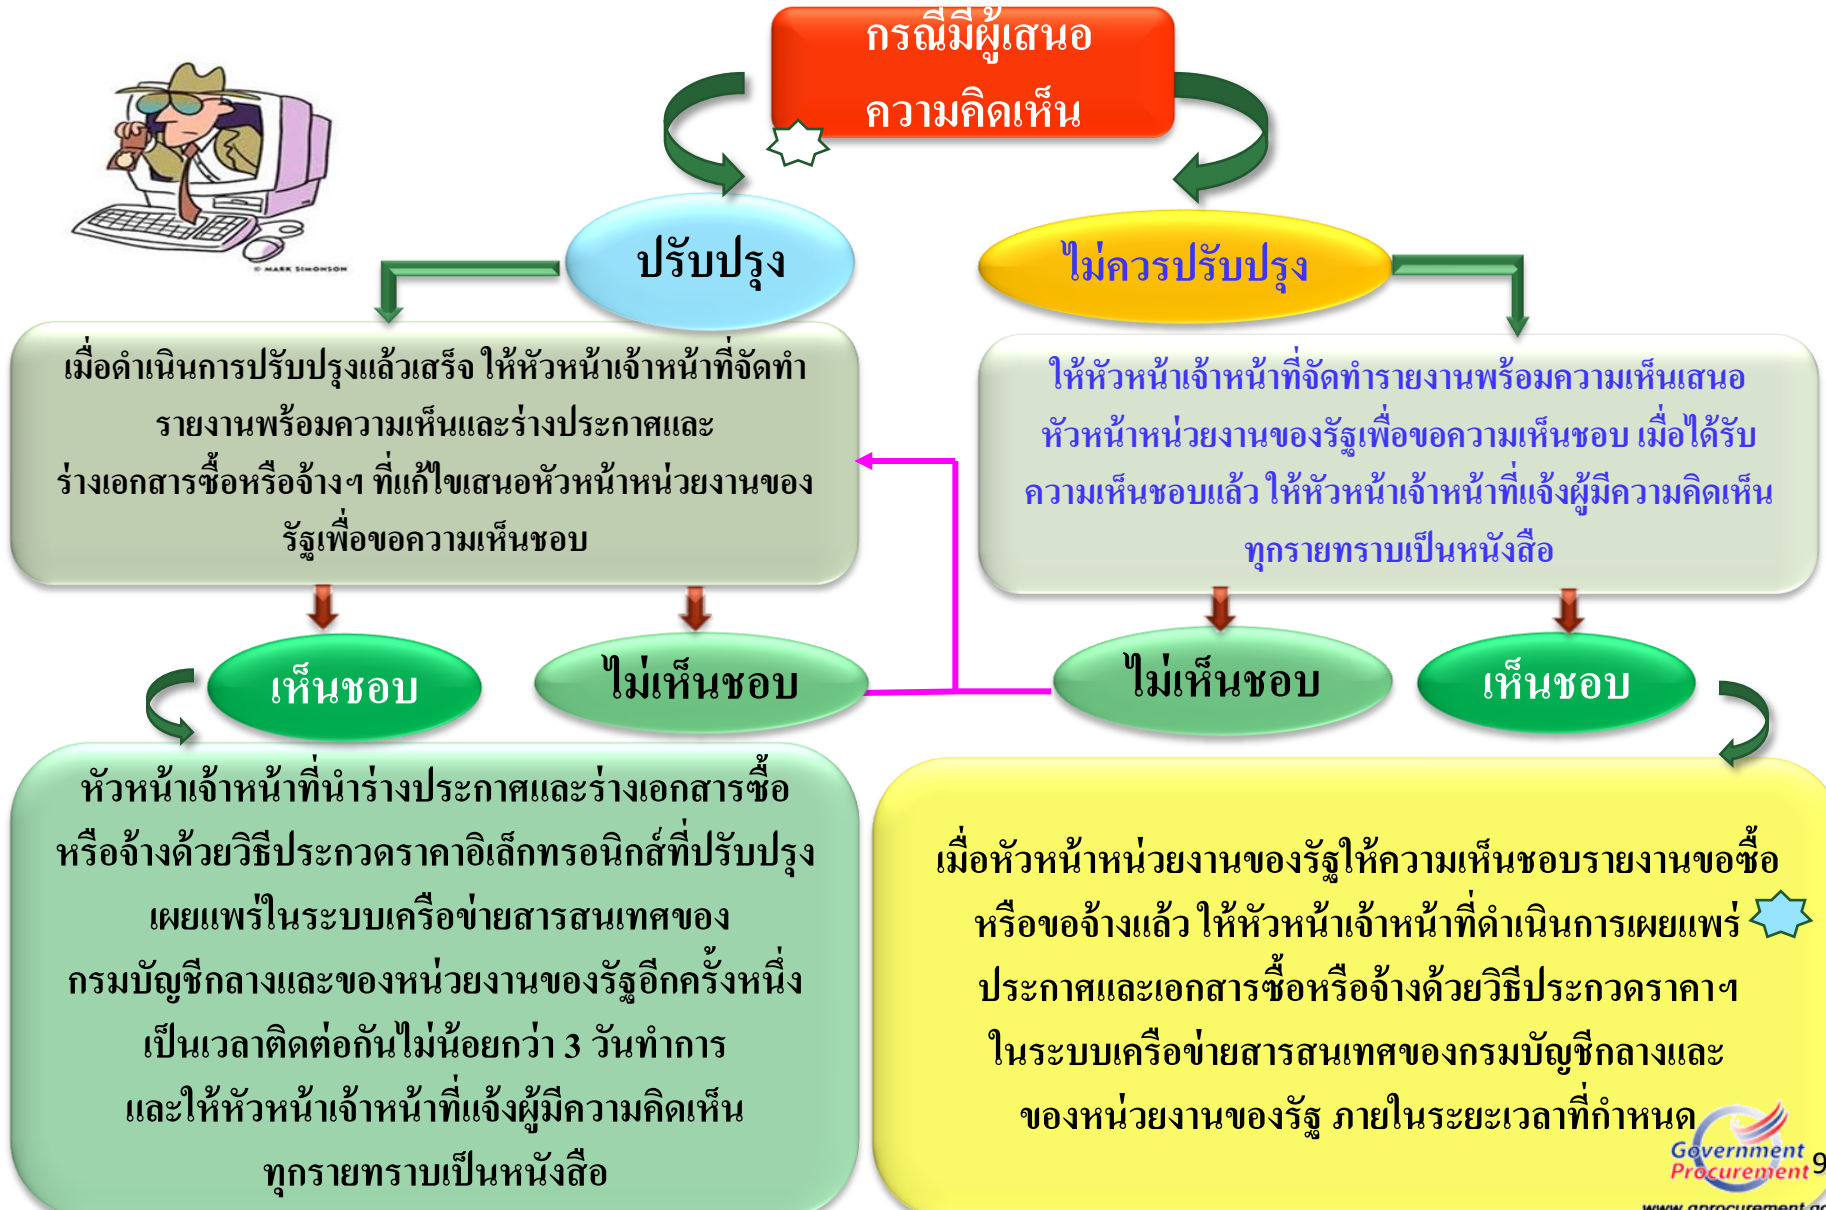 กรณีมีผู้เสนอ
ความคิดเห็น
© MARK SIMONSON
ปรับปรุง
ไม่ควรปรับปรุง
เมื่อดำเนินการปรับปรุงแล้วเสร็จ ให้หัวหน้าเจ้าหน้าที่จัดทำ
รายงานพร้อมความเห็นและร่างประกาศและ
ร่างเอกสารซื้อหรือจ้างฯ ที่แก้ไขเสนอหัวหน้าหน่วยงานของ
รัฐเพื่อขอความเห็นชอบ
ให้หัวหน้าเจ้าหน้าที่จัดทำรายงานพร้อมความเห็นเสนอ
หัวหน้าหน่วยงานของรัฐเพื่อขอความเห็นชอบ เมื่อได้รับ
ความเห็นชอบแล้ว ให้หัวหน้าเจ้าหน้าที่แจ้งผู้มีความคิดเห็น
ทุกรายทราบเป็นหนังสือ
เห็นชอบ
ไม่เห็นชอบ
ไม่เห็นชอบ
เห็นชอบ
หัวหน้าเจ้าหน้าที่นำร่างประกาศและร่างเอกสารซื้อ
หรือจ้างด้วยวิธีประกวดราคาอิเล็กทรอนิกส์ที่ปรับปรุง
เผยแพร่ในระบบเครือข่ายสารสนเทศของ
กรมบัญชีกลางและของหน่วยงานของรัฐอีกครั้งหนึ่ง
เป็นเวลาติดต่อกันไม่น้อยกว่า 3 วันทำการ
และให้หัวหน้าเจ้าหน้าที่แจ้งผู้มีความคิดเห็น
ทุกรายทราบเป็นหนังสือ
เมื่อหัวหน้าหน่วยงานของรัฐให้ความเห็นชอบรายงานขอซื้อ
หรือขอจ้างแล้ว ให้หัวหน้าเจ้าหน้าที่ดำเนินการเผยแพร่
ประกาศและเอกสารซื้อหรือจ้างด้วยวิธีประกวดราคาฯ
ในระบบเครือข่ายสารสนเทศของกรมบัญชีกลางและ
ของหน่วยงานของรัฐ ภายในระยะเวลาที่กำหนด
Government
Procurement
9